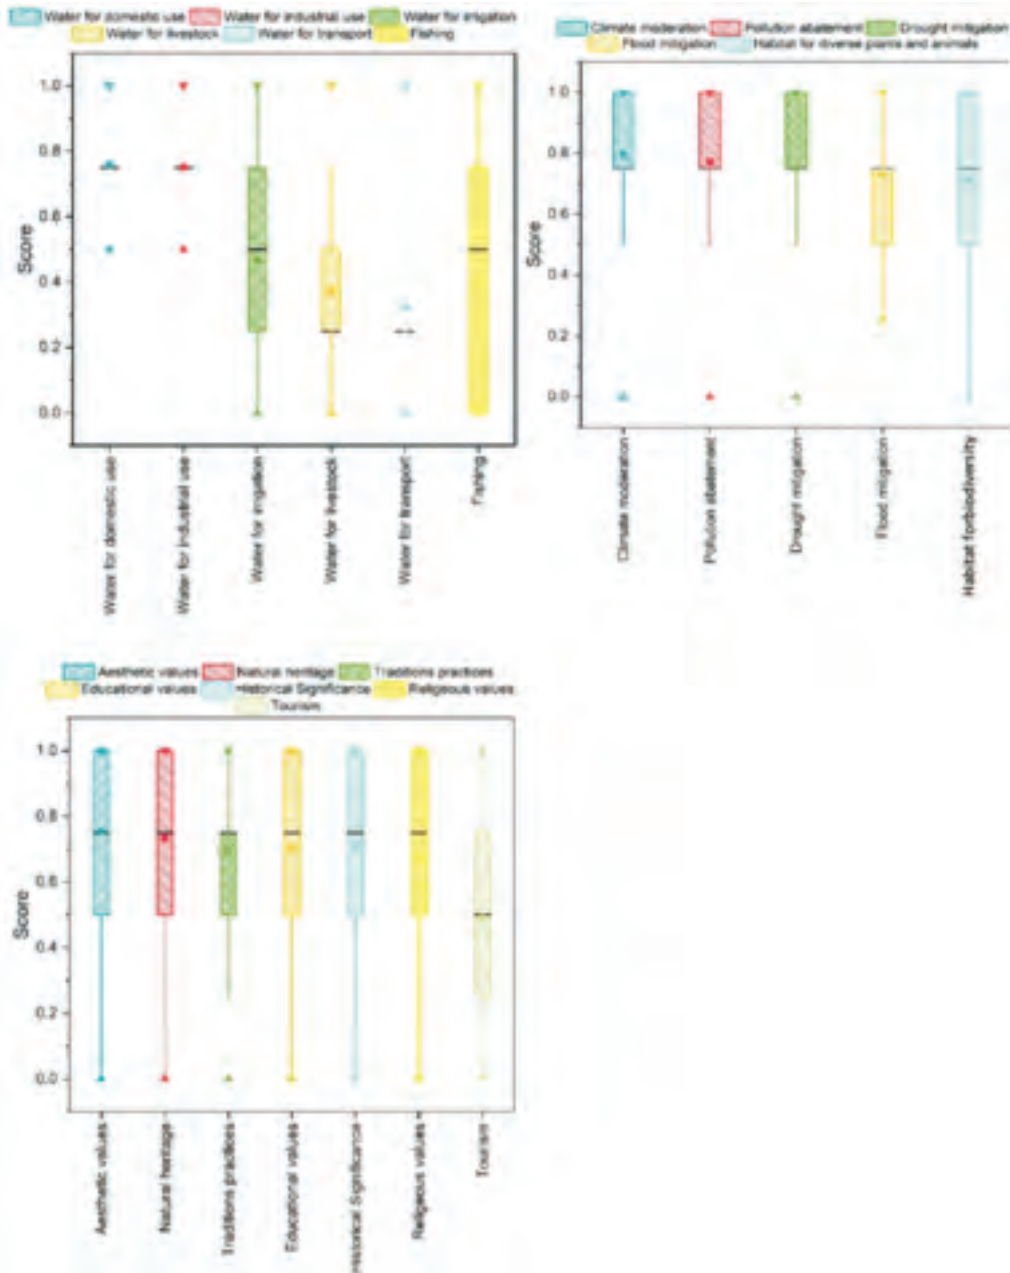 Water for domestic use Water for industrial use Water for irrigation
Water for livestock Water for transport Fishing
1.0
0.8
0.6
0.4
0.2
0.0
Score
Water for domestic use
Water for industrial use
Water for irrigation
Water for livestock
Water for transport
Fishing
Climate moderation Pollution abatement Drought mitigation
Flood mitigation Habitat for diverse plants and animals
1.0
0.8
0.6
0.4
0.2
0.0
Score
Climate moderation
Pollution abatement
Drought mitigation
Flood mitigation
Habitat forbiodiversity
Aesthetic values Natural heritage Traditions practices
Educational values Historical Significance Religeous values
Tourism
1.0
0.8
0.6
0.4
0.2
0.0
Score
Aesthetic values
Natural heritage
Traditions practices
Educational values
Historical Significance
Religeous values
Tourism